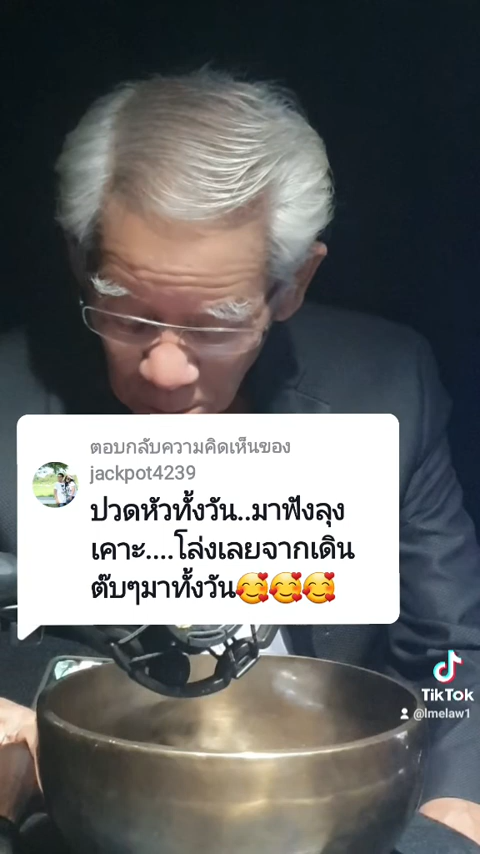 ตอบกลับความคิดเห็นของ
jackpot4239
ปวดหัวทั้งวัน..มาฟังลุง
เคาะ....โล่งเลยจากเดิน
ต๊บๆมาทั้งวัน🥰🥰🥰
TikTok
@lmelaw1